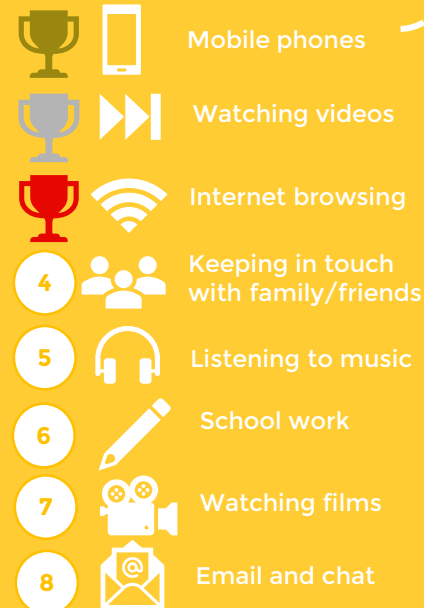 Mobile phones
Watching videos
Internet browsing
4
Keeping in touch
with family/friends
5
Listening to music
6
School work
7
Watching films
8
@
Email and chat